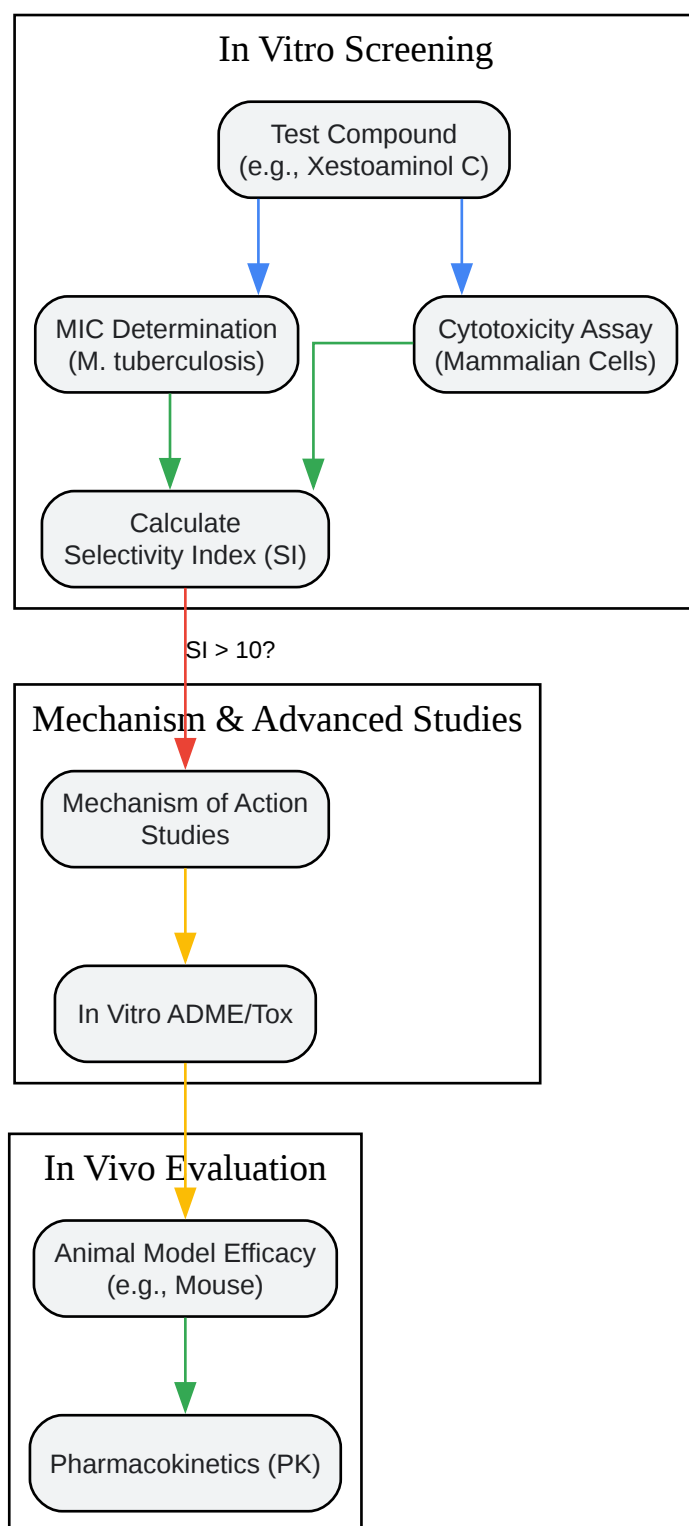 In Vitro Screening
Test Compound
(e.g., Xestoaminol C)
MIC Determination
(M. tuberculosis)
Cytotoxicity Assay
(Mammalian Cells)
Calculate
Selectivity Index (SI)
SI > 10?
Mechanism & Advanced Studies
Mechanism of Action
Studies
In Vitro ADME/Tox
In Vivo Evaluation
Animal Model Efficacy
(e.g., Mouse)
Pharmacokinetics (PK)